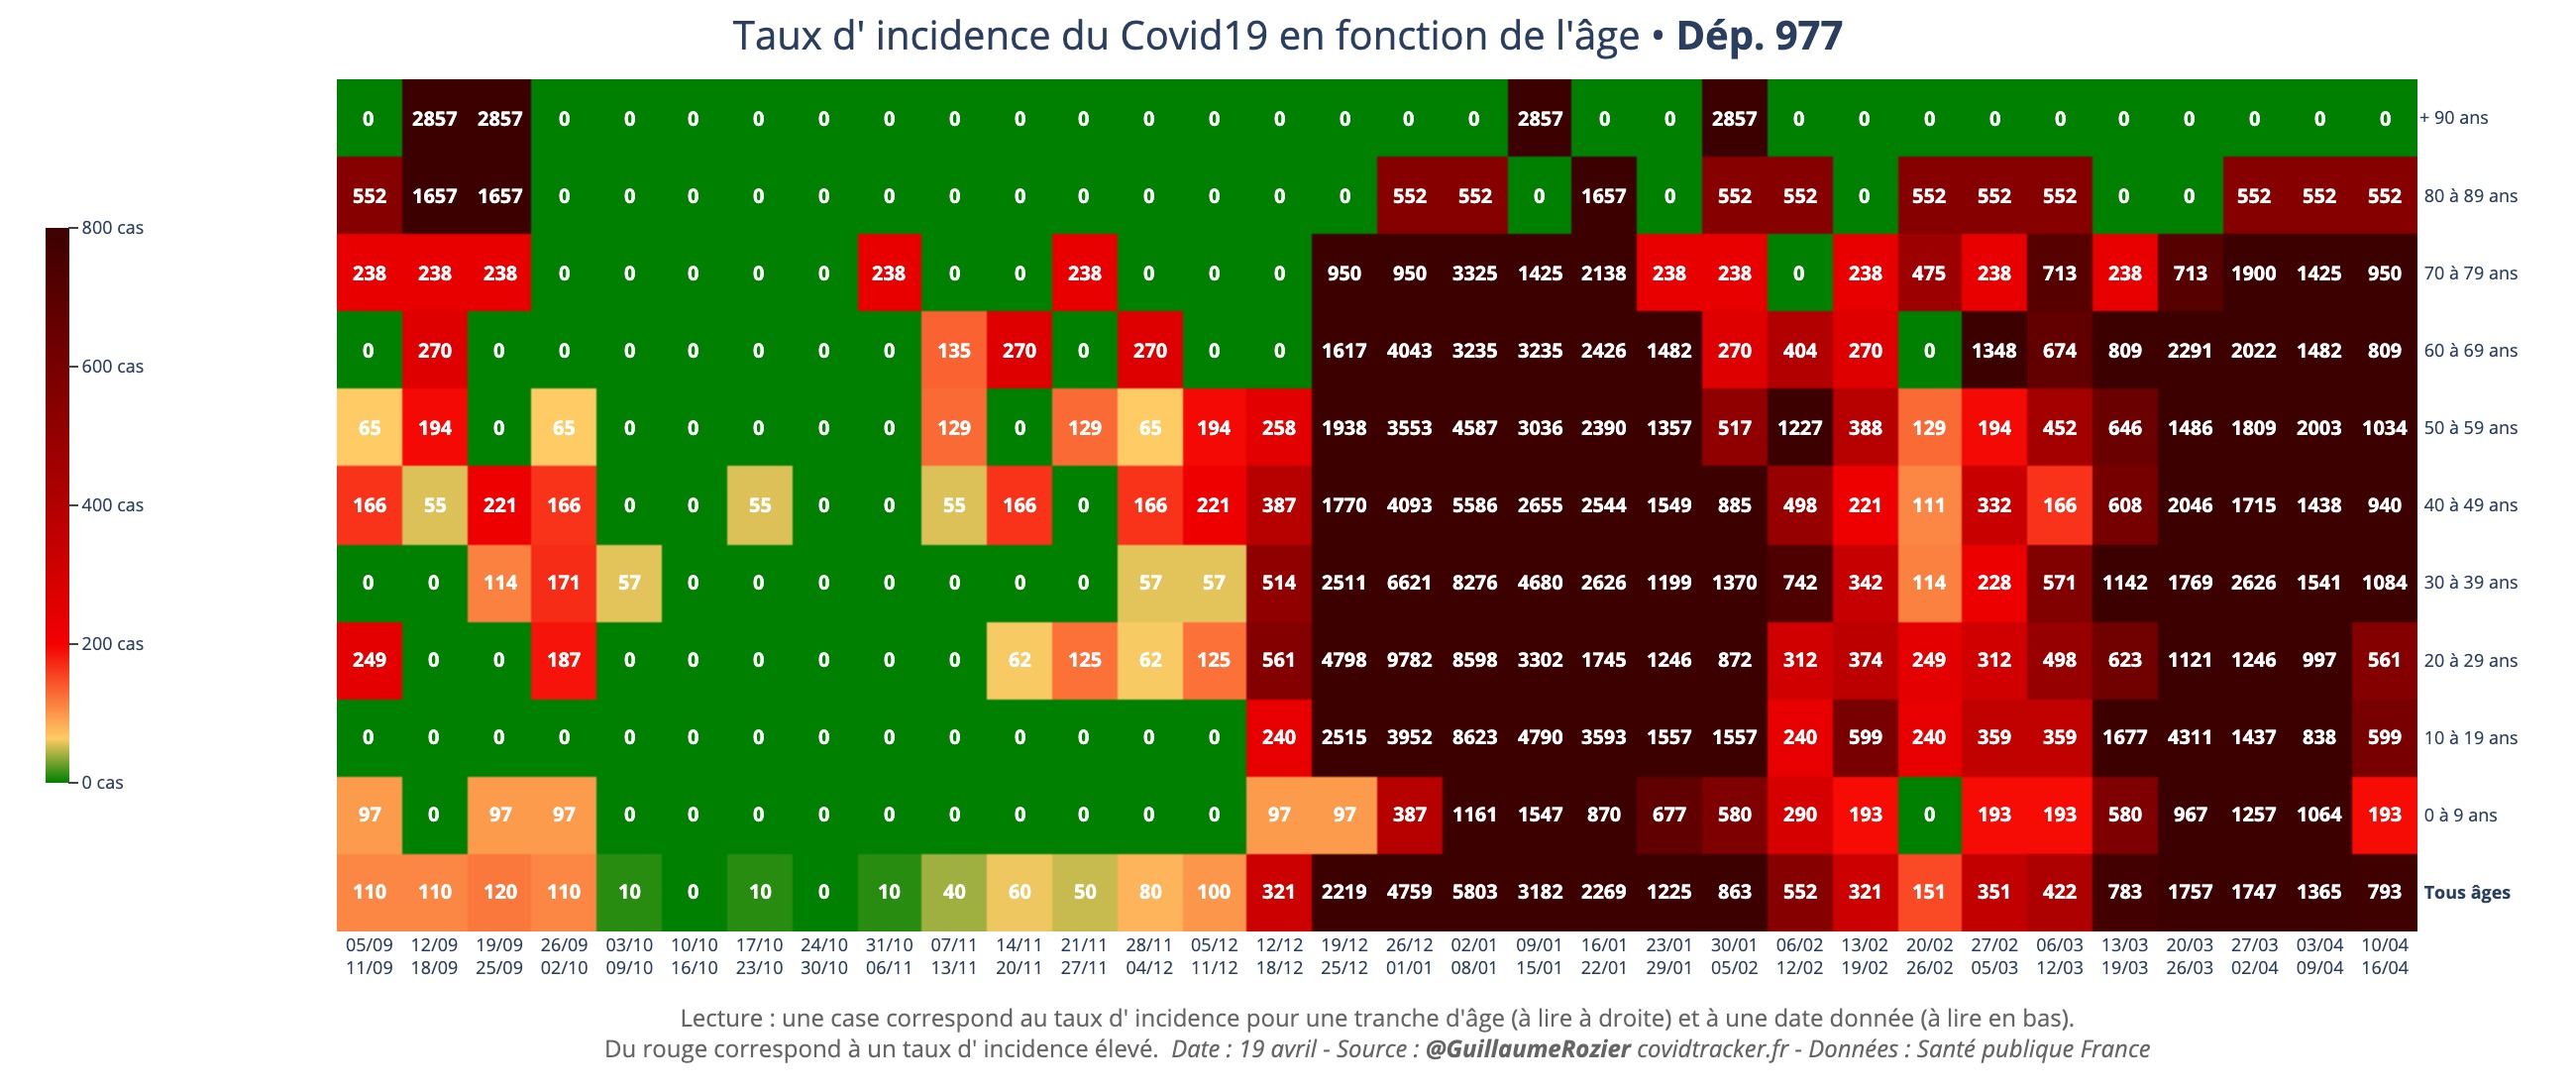 Taux d' incidence du Covid19 en fonction de l'âge • Dép. 977
0 2857 2857 0 0 0 0 0 0 0 0 0 0 0 0 0 0 0 2857 0 0 2857 0 0 0 0 0 0 0 0 0 0 + 90 ans
552 1657 1657 0 0 0 0 0 0 0 0 0 0 0 0 0 552 552 0 1657 0 552 552 0 552 552 552 0 0 552 552 552 80 à 89 ans
800 cas
238 238 238 0 0 0 0 0 238 0 0 238 0 0 0 950 950 3325 1425 2138 238 238 0 238 475 238 713 238 713 1900 1425 950 70 à 79 ans
0 270 0 0 0 0 0 0 0 135 270 0 270 0 0 1617 4043 3235 3235 2426 1482 270 404 270 0 1348 674 809 2291 2022 1482 809 60 à 69 ans
600 cas
65 194 0 65 0 0 0 0 0 129 0 129 65 194 258 1938 3553 4587 3036 2390 1357 517 1227 388 129 194 452 646 1486 1809 2003 1034 50 à 59 ans
400 cas
166 55 221 166 0 0 55 0 0 55 166 0 166 221 387 1770 4093 5586 2655 2544 1549 885 498 221 111 332 166 608 2046 1715 1438 940 40 à 49 ans
0 0 114 171 57 0 0 0 0 0 0 0 57 57 514 2511 6621 8276 4680 2626 1199 1370 742 342 114 228 571 1142 1769 2626 1541 1084 30 à 39 ans
200 cas
249 0 0 187 0 0 0 0 0 0 62 125 62 125 561 4798 9782 8598 3302 1745 1246 872 312 374 249 312 498 623 1121 1246 997 561 20 à 29 ans
0 0 0 0 0 0 0 0 0 0 0 0 0 0 240 2515 3952 8623 4790 3593 1557 1557 240 599 240 359 359 1677 4311 1437 838 599 10 à 19 ans
0 cas
97 0 97 97 0 0 0 0 0 0 0 0 0 0 97 97 387 1161 1547 870 677 580 290 193 0 193 193 580 967 1257 1064 193 0 à 9 ans
110 110 120 110 10 0 10 0 10 40 60 50 80 100 321 2219 4759 5803 3182 2269 1225 863 552 321 151 351 422 783 1757 1747 1365 793 Tous âges
05/09 12/09 19/09 26/09 03/10 10/10 17/10 24/10 31/10 07/11 14/11 21/11 28/11 05/12 12/12 19/12 26/12 02/01 09/01 16/01 23/01 30/01 06/02 13/02 20/02 27/02 06/03 13/03 20/03 27/03 03/04 10/04
11/09 18/09 25/09 02/10 09/10 16/10 23/10 30/10 06/11 13/11 20/11 27/11 04/12 11/12 18/12 25/12 01/01 08/01 15/01 22/01 29/01 05/02 12/02 19/02 26/02 05/03 12/03 19/03 26/03 02/04 09/04 16/04
Lecture : une case correspond au taux d' incidence pour une tranche d'âge (à lire à droite) et à une date donnée (à lire en bas).
Du rouge correspond à un taux d' incidence élevé. Date : 19 avril - Source : @GuillaumeRozier covidtracker.fr - Données : Santé publique France